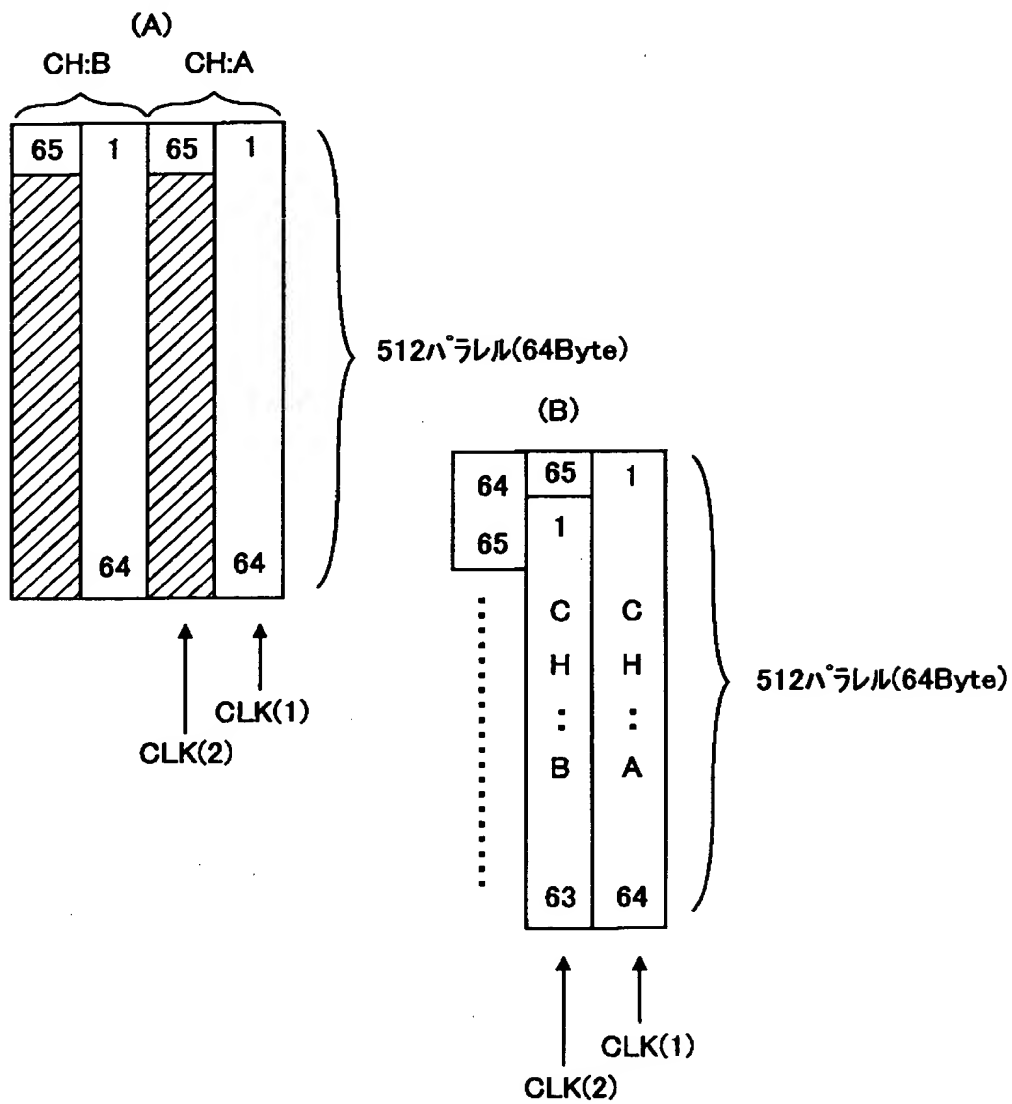 (A)
CH:B CH:A
65 1 65 1
64 64
512パラレル(64Byte)
CLK(1)
CLK(2)
(B)
64 65 1
65 1
C C
H H
: :
B A
63 64
512パラレル(64Byte)
CLK(1)
CLK(2)